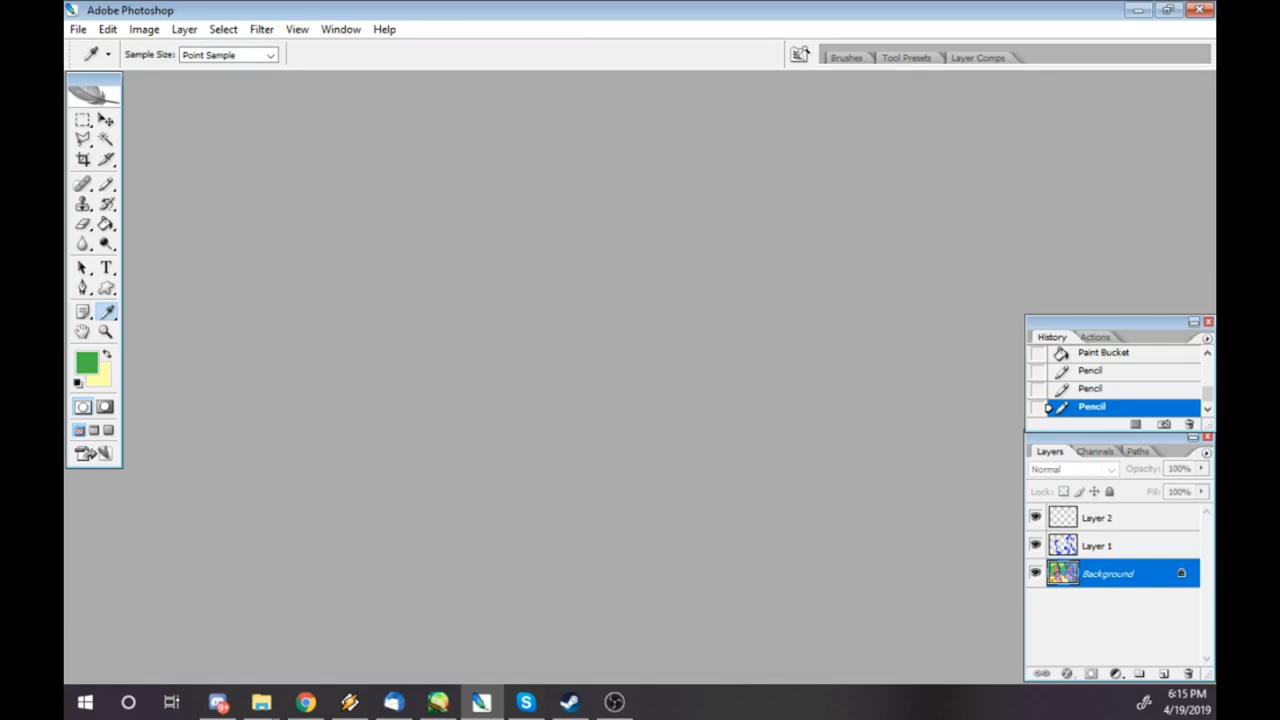 Adobe Photoshop
File Edit Image Layer Select Filter View Window Help
Sample Size: Point Sample
Brushes Tool Presets Layer Comps
T
History Actions
Paint Bucket
Pencil
Pencil
Pencil
Layers Channels Paths
Normal Opacity: 100%
Lock: Fill: 100%
Layer 2
Layer 1
Background
6:15 PM
4/19/2019